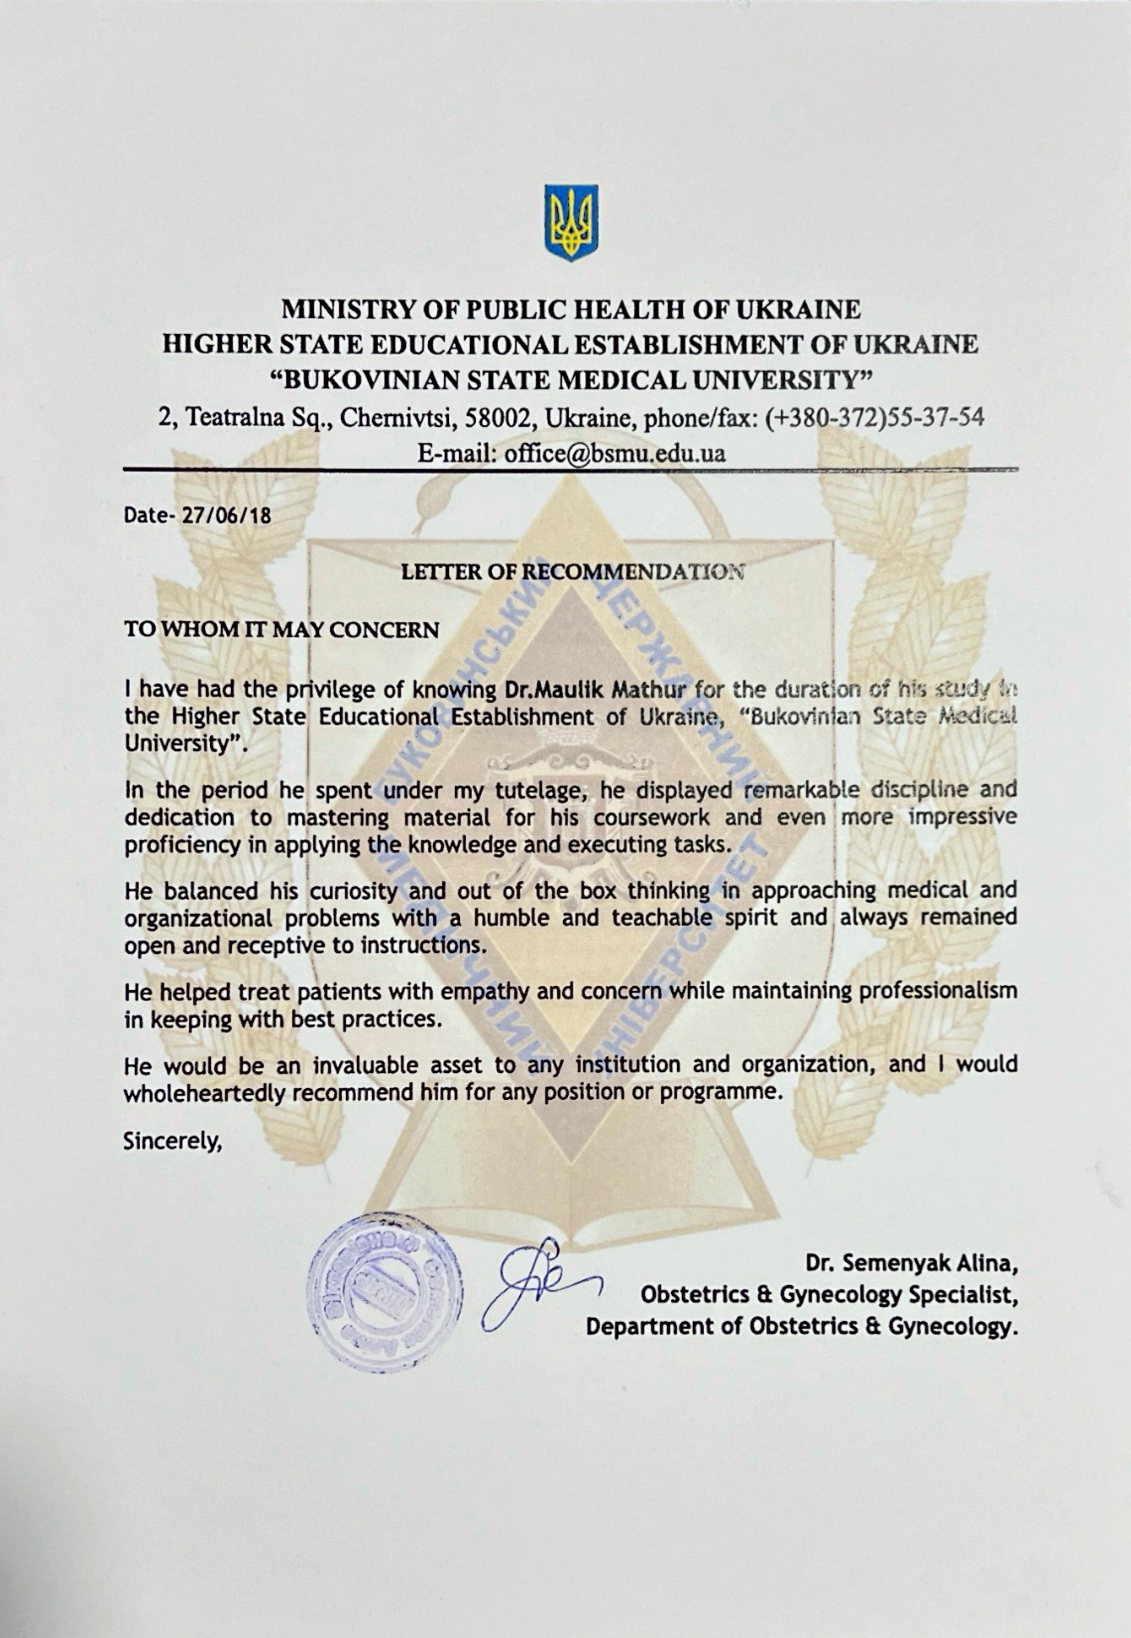 MINISTRY OF PUBLIC HEALTH OF UKRAINE
HIGHER STATE EDUCATIONAL ESTABLISHMENT OF UKRAINE
“BUKOVINIAN STATE MEDICAL UNIVERSITY”
2, Teatralna Sq., Chernivtsi, 58002, Ukraine, phone/fax: (+380-372)55-37-54
E-mail: office@bsmu.edu.ua
Date- 27/06/18
LETTER OF RECOMMENDATION
TO WHOM IT MAY CONCERN
I have had the privilege of knowing Dr.Maulik Mathur for the duration of his study in
the Higher State Educational Establishment of Ukraine, “Bukovinian State Medical
University”.
In the period he spent under my tutelage, he displayed remarkable discipline and
dedication to mastering material for his coursework and even more impressive
proficiency in applying the knowledge and executing tasks.
He balanced his curiosity and out of the box thinking in approaching medical and
organizational problems with a humble and teachable spirit and always remained
open and receptive to instructions.
He helped treat patients with empathy and concern while maintaining professionalism
in keeping with best practices.
He would be an invaluable asset to any institution and organization, and I would
wholeheartedly recommend him for any position or programme.
Sincerely,
Dr. Semenyak Alina,
Obstetrics & Gynecology Specialist,
Department of Obstetrics & Gynecology.
БУКОВИНСЬКИЙ
ДЕРЖАВНИЙ
МЕДИЧНИЙ
УНІВЕРСИТЕТ